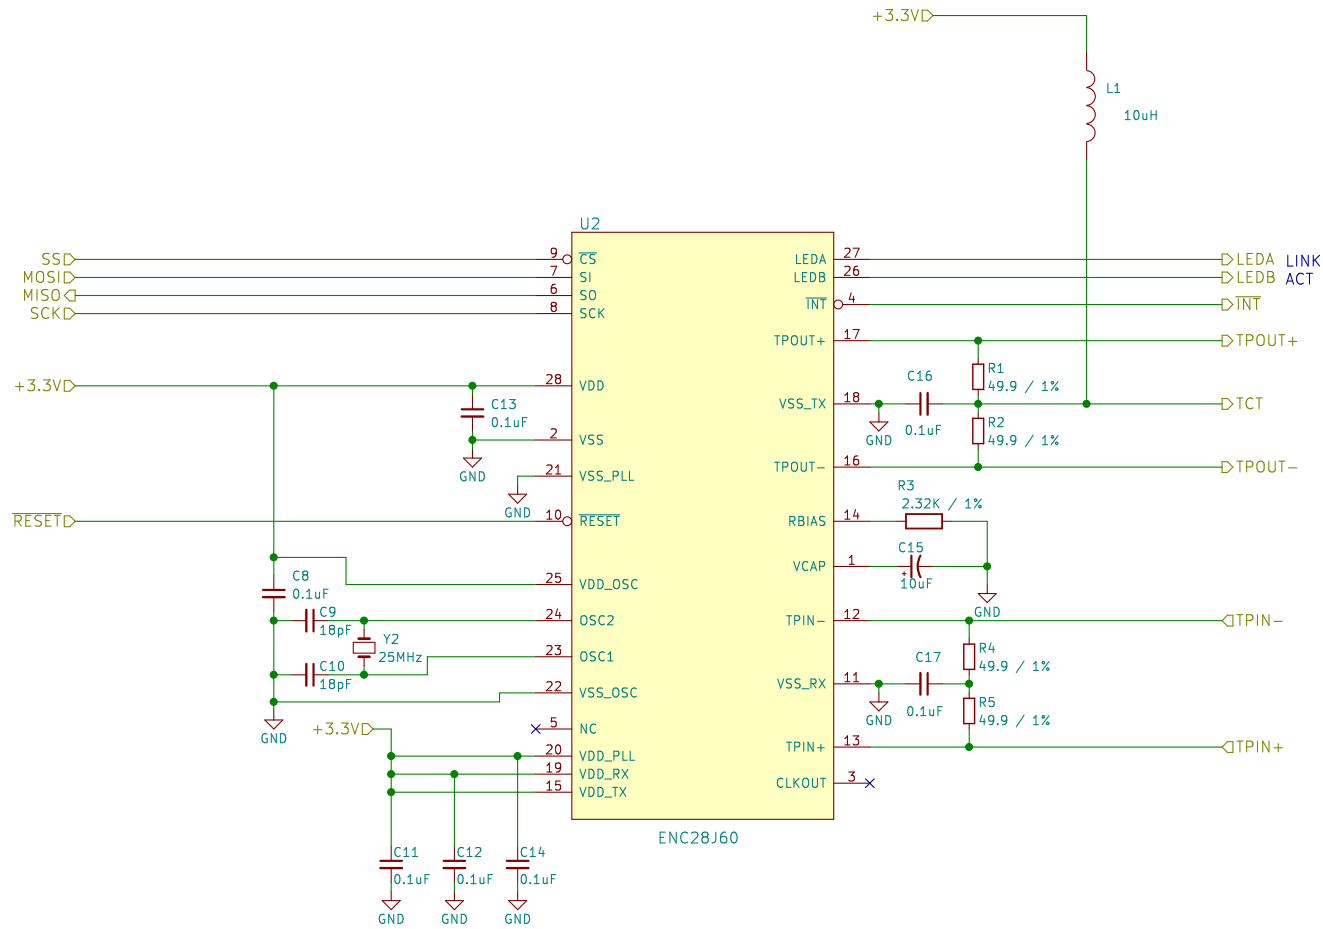 +3.3V
L1
10uH
U2
SS
9
CS
LEDA
27
LEDA
LINK
MOSI
7
SI
LEDB
26
LEDB
ACT
MISO
6
SO
INT
4
INT
SCK
8
SCK
TPOUT+
17
TPOUT+
R1
49.9 / 1%
+3.3V
28
VDD
C16
0.1uF
C13
0.1uF
VSS_TX
18
GND
TCT
R2
49.9 / 1%
2
VSS
GND
21
VSS_PLL
GND
TPOUT-
16
TPOUT-
R3
2.32K / 1%
RESET
10
RESET
RBIAS
14
C15
10uF
VCAP
1
GND
C8
0.1uF
25
VDD_OSC
C9
18pF
24
OSC2
TPIN-
12
TPIN-
Y2
25MHz
R4
49.9 / 1%
C10
18pF
23
OSC1
C17
0.1uF
22
VSS_OSC
VSS_RX
11
GND
R5
49.9 / 1%
GND
+3.3V
5
NC
20
VDD_PLL
TPIN+
13
TPIN+
19
VDD_RX
CLKOUT
3
15
VDD_TX
ENC28J60
C11
0.1uF
C12
0.1uF
C14
0.1uF
GND
GND
GND